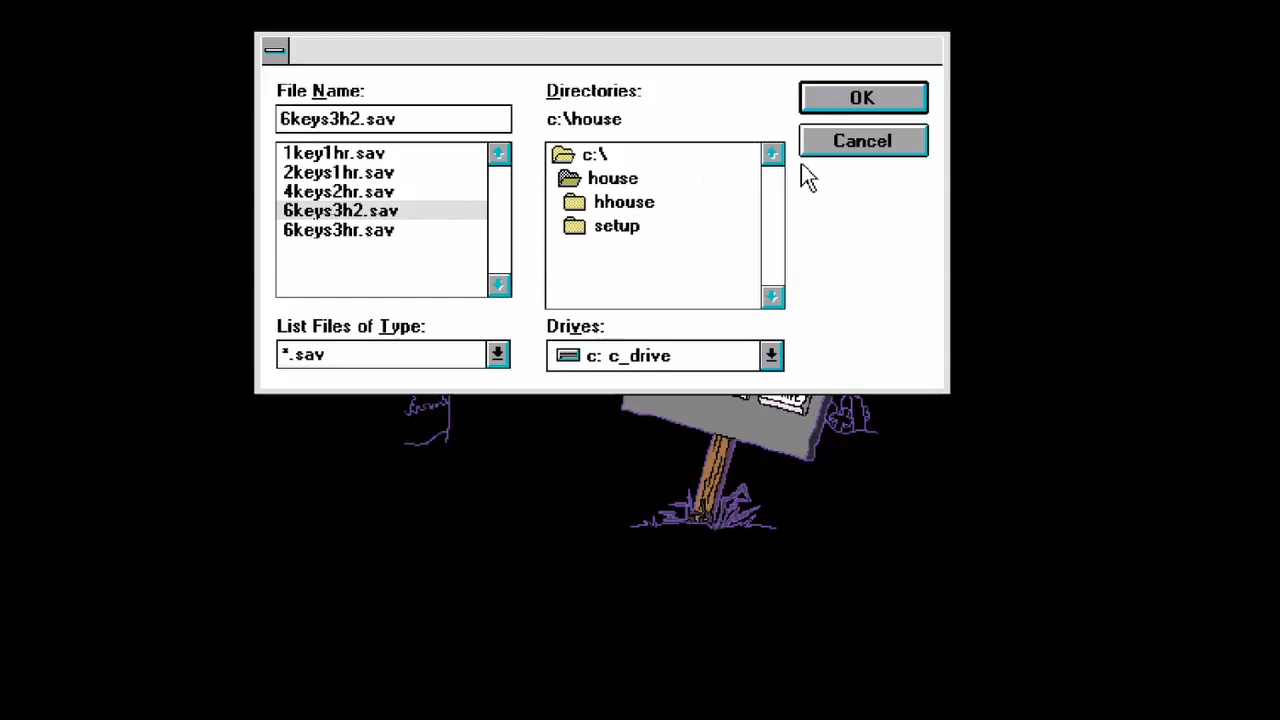 File Name:
6keys3h2.sav
1key1hr.sav
2keys1hr.sav
4keys2hr.sav
6keys3h2.sav
6keys3hr.sav
List Files of Type:
*.sav
Directories:
c:\house
c:\
house
hhouse
setup
Drives:
c: c_drive
OK
Cancel